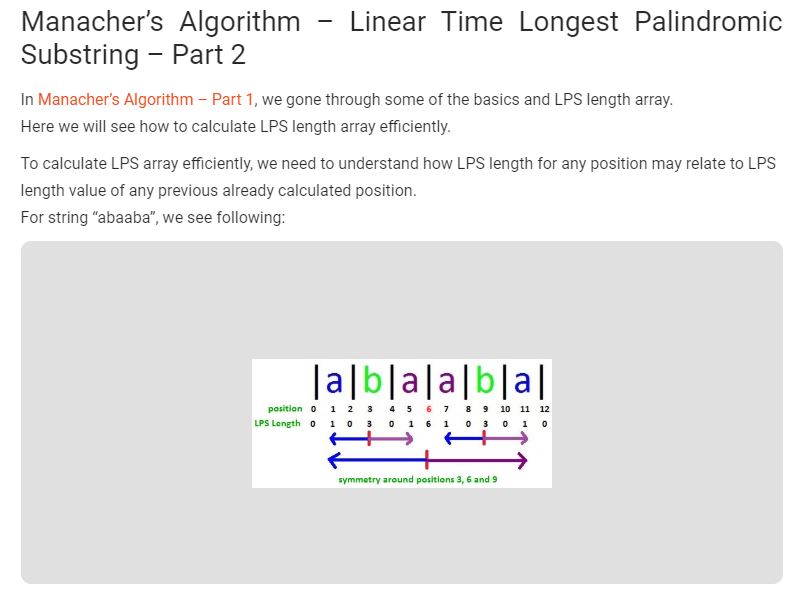 Manacher’s Algorithm – Linear Time Longest Palindromic
Substring – Part 2
In Manacher’s Algorithm – Part 1, we gone through some of the basics and LPS length array.
Here we will see how to calculate LPS length array efficiently.
To calculate LPS array efficiently, we need to understand how LPS length for any position may relate to LPS
length value of any previous already calculated position.
For string “abaaba”, we see following:
|a|b|a|a|b|a|
position 0 1 2 3 4 5 6 7 8 9 10 11 12
LPS Length 0 1 0 3 0 1 6 1 0 3 0 1 0
symmetry around positions 3, 6 and 9